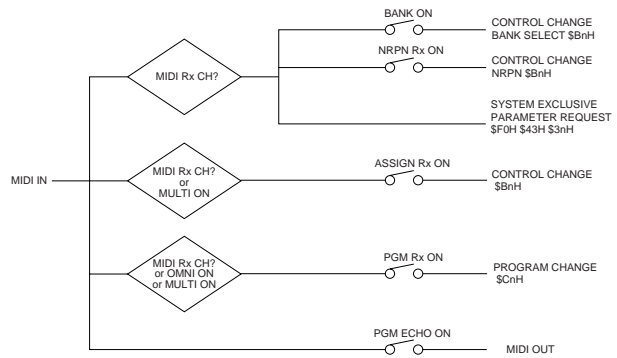 BANK ON
CONTROL CHANGE
BANK SELECT $BnH
NRPN Rx ON
MIDI Rx CH?
CONTROL CHANGE
NRPN $BnH
SYSTEM EXCLUSIVE
PARAMETER REQUEST
$F0H $43H $3nH
MIDI IN
MIDI Rx CH?
or
MULTI ON
ASSIGN Rx ON
CONTROL CHANGE
$BnH
MIDI Rx CH?
or OMNI ON
or MULTI ON
PGM Rx ON
PROGRAM CHANGE
$CnH
PGM ECHO ON
MIDI OUT